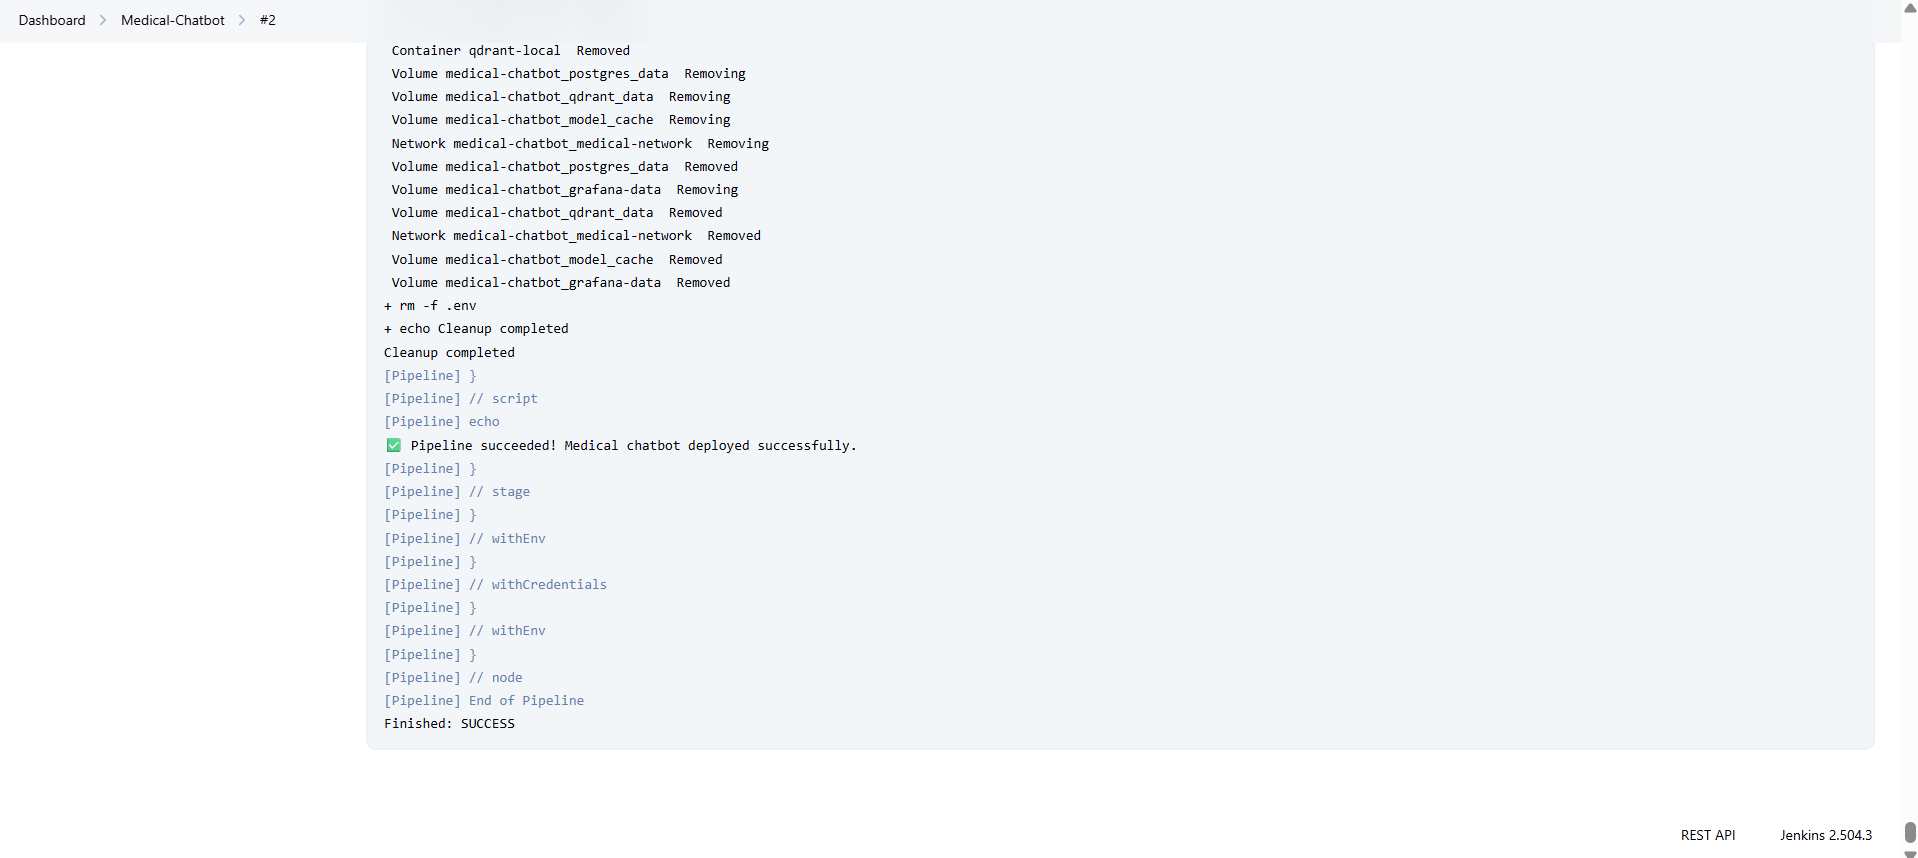 Dashboard > Medical-Chatbot > #2
Container qdrant-local  Removed
Volume medical-chatbot_postgres_data  Removing
Volume medical-chatbot_qdrant_data  Removing
Volume medical-chatbot_model_cache  Removing
Network medical-chatbot_medical-network  Removing
Volume medical-chatbot_postgres_data  Removed
Volume medical-chatbot_grafana-data  Removing
Volume medical-chatbot_qdrant_data  Removed
Network medical-chatbot_medical-network  Removed
Volume medical-chatbot_model_cache  Removed
Volume medical-chatbot_grafana-data  Removed
+ rm -f .env
+ echo Cleanup completed
Cleanup completed
[Pipeline] }
[Pipeline] // script
[Pipeline] echo
✅ Pipeline succeeded! Medical chatbot deployed successfully.
[Pipeline] }
[Pipeline] // stage
[Pipeline] }
[Pipeline] // withEnv
[Pipeline] }
[Pipeline] // withCredentials
[Pipeline] }
[Pipeline] // withEnv
[Pipeline] }
[Pipeline] // node
[Pipeline] End of Pipeline
Finished: SUCCESS
REST API  Jenkins 2.504.3